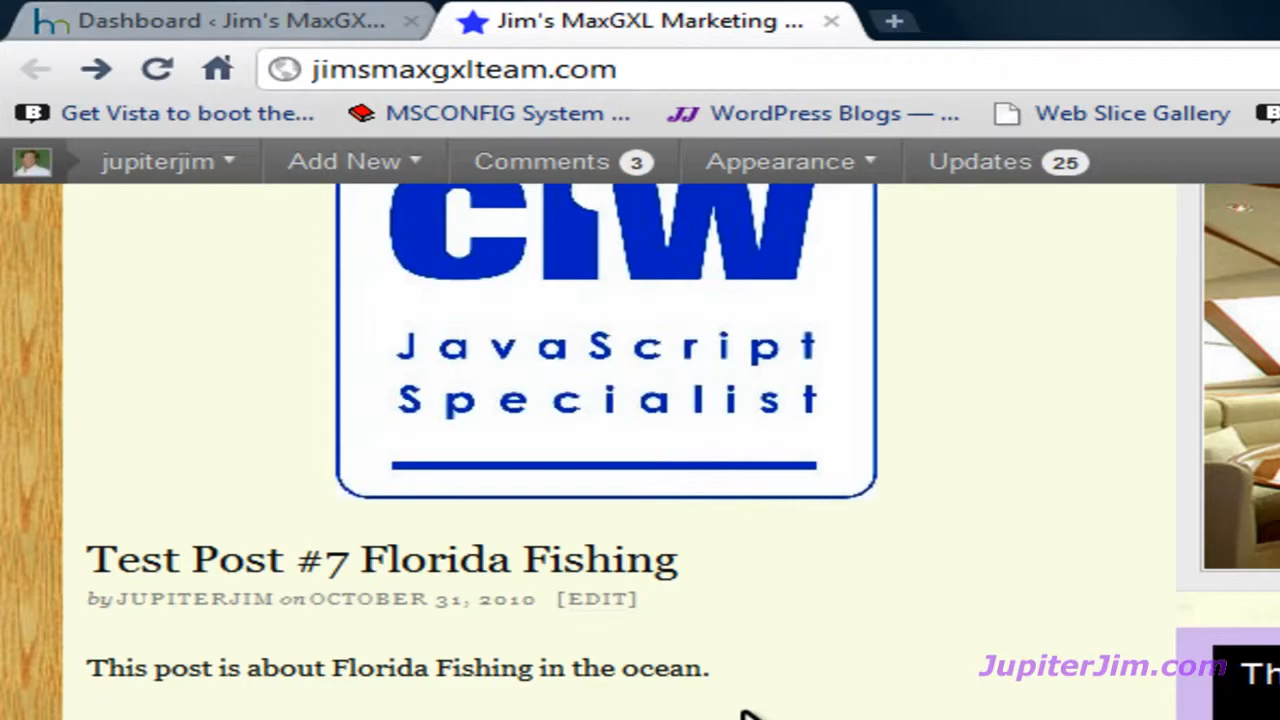 Dashboard ‹ Jim's MaxGX...
Jim's MaxGXL Marketing ...
jimsmaxgxlteam.com
Get Vista to boot the...
MSCONFIG System ...
JJ WordPress Blogs — ...
Web Slice Gallery
jupiterjim
Add New
Comments 3
Appearance
Updates 25
ciw
JavaScript
Specialist
Test Post #7 Florida Fishing
by JUPITERJIM on OCTOBER 31, 2010 [EDIT]
This post is about Florida Fishing in the ocean.
JupiterJim.com